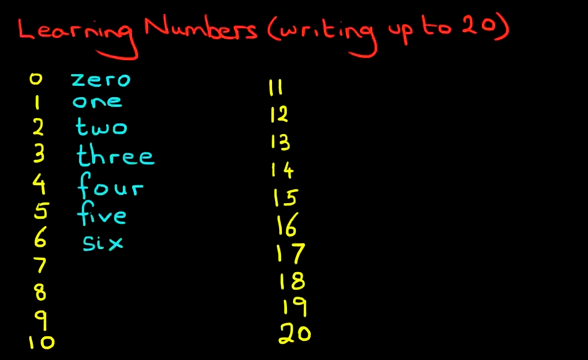 Learning Numbers (writing up to 20)
0 zero
1 one
2 two
3 three
4 four
5 five
6 six
7
8
9
10
11
12
13
14
15
16
17
18
19
20